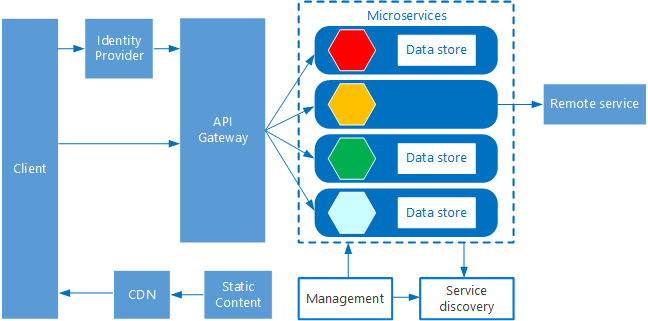 Microservices
Identity
Provider
Data store
Remote service
API
Gateway
Client
Data store
Data store
CDN
Static
Content
Management
Service
discovery